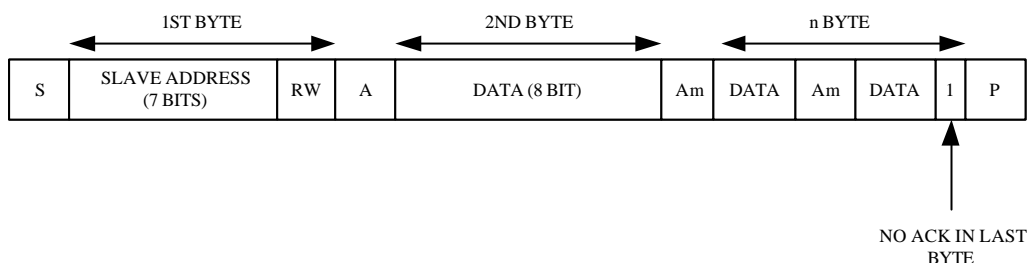 1ST BYTE
2ND BYTE
n BYTE
S
SLAVE ADDRESS
(7 BITS)
RW
A
DATA (8 BIT)
Am
DATA
Am
DATA
1
P
NO ACK IN LAST
BYTE